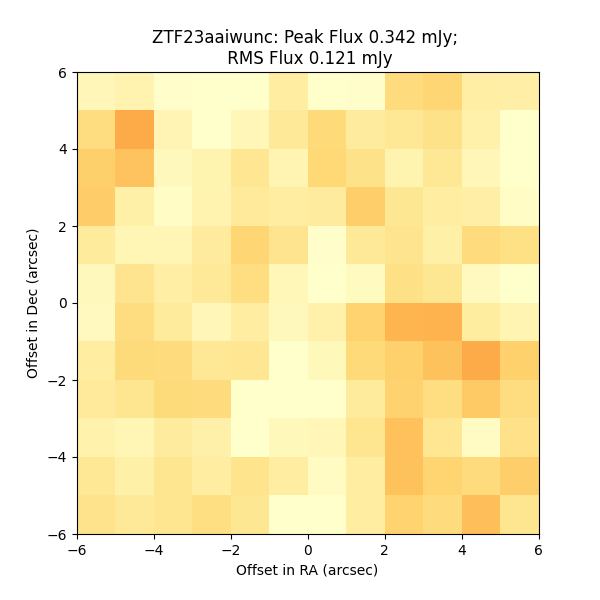 ZTF23aaiwunc: Peak Flux 0.342 mJy;
RMS Flux 0.121 mJy
6
4
2
0
−2
−4
−6
Offset in Dec (arcsec)
−6 −4 −2 0 2 4 6
Offset in RA (arcsec)